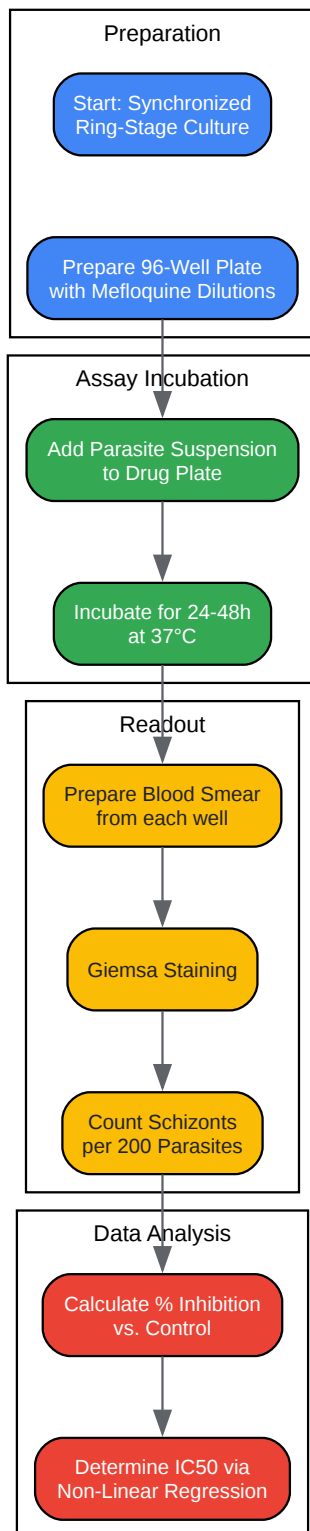 Preparation
Start: Synchronized
Ring-Stage Culture
Prepare 96-Well Plate
with Mefloquine Dilutions
Assay Incubation
Add Parasite Suspension
to Drug Plate
Incubate for 24-48h
at 37°C
Readout
Prepare Blood Smear
from each well
Giemsa Staining
Count Schizonts
per 200 Parasites
Data Analysis
Calculate % Inhibition
vs. Control
Determine IC50 via
Non-Linear Regression